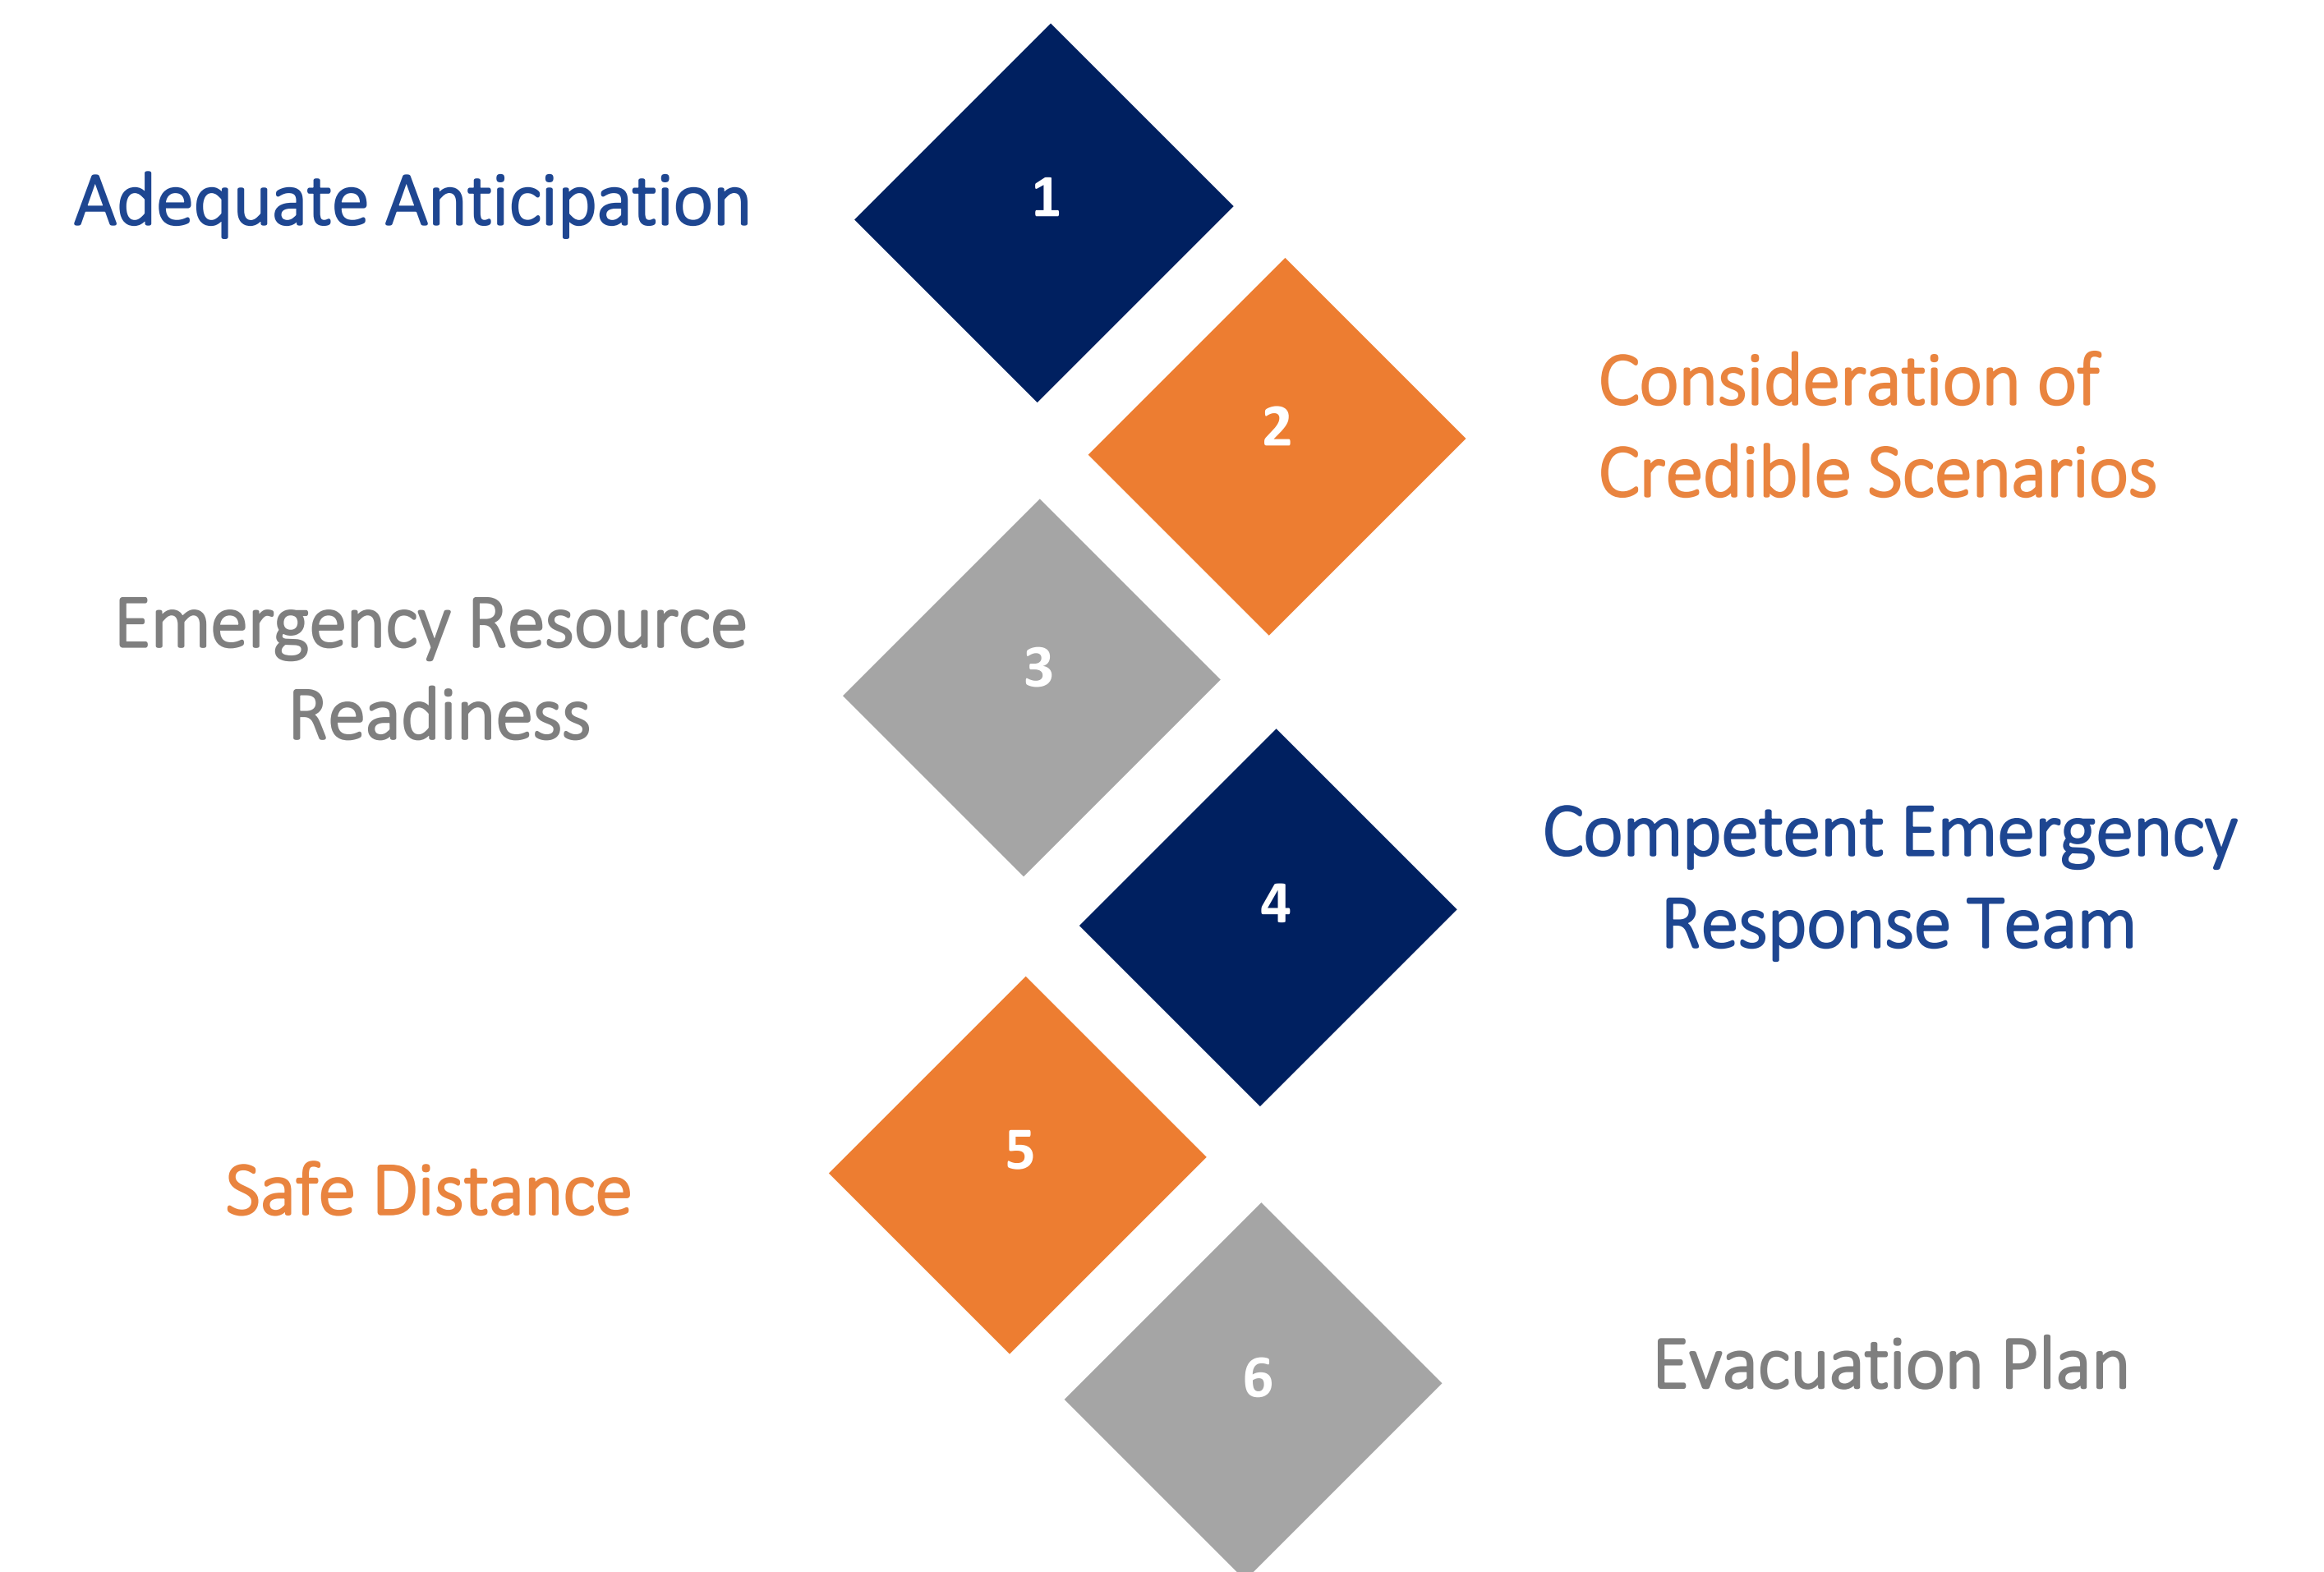 1
Adequate Anticipation
2
Consideration of
Credible Scenarios
3
Emergency Resource
Readiness
4
Competent Emergency
Response Team
5
Safe Distance
6
Evacuation Plan